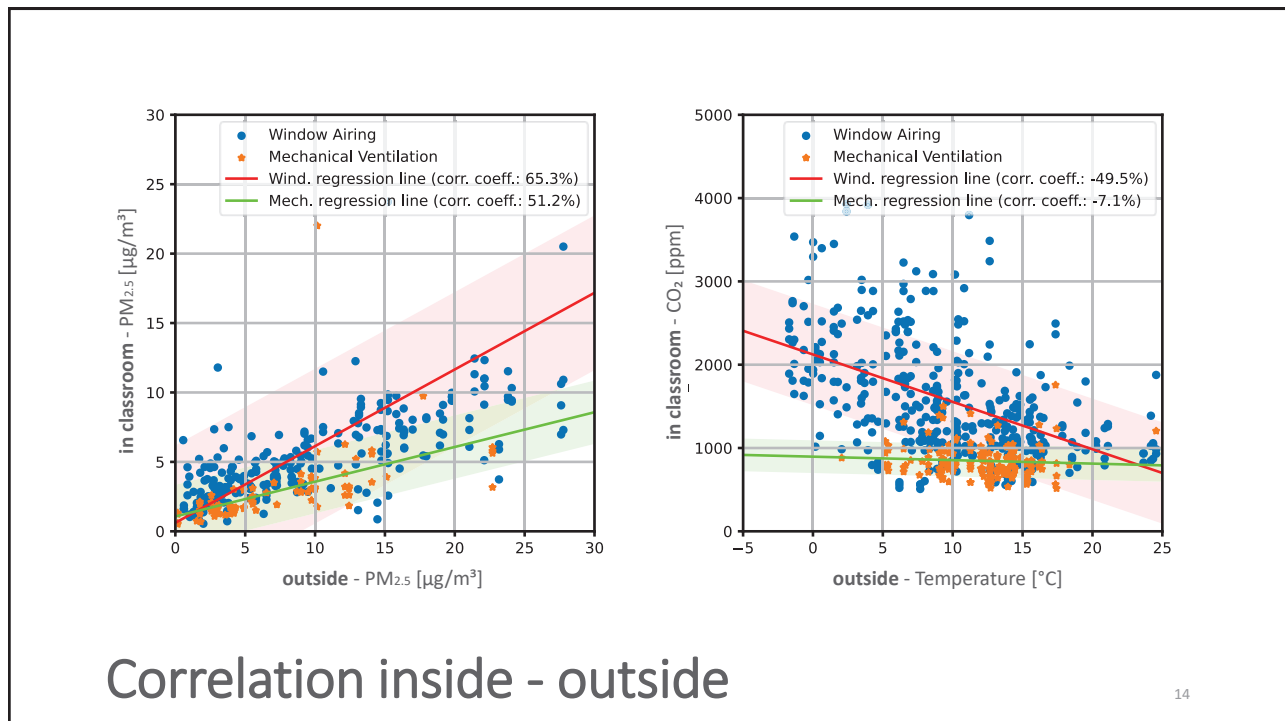 30
25
20
15
10
5
0
in classroom - PM₂.₅ [µg/m³]
Window Airing
Mechanical Ventilation
Wind. regression line (corr. coeff.: 65.3%)
Mech. regression line (corr. coeff.: 51.2%)
0 5 10 15 20 25 30
outside - PM₂.₅ [µg/m³]
5000
4000
3000
2000
1000
0
in classroom - CO₂ [ppm]
Window Airing
Mechanical Ventilation
Wind. regression line (corr. coeff.: -49.5%)
Mech. regression line (corr. coeff.: -7.1%)
−5 0 5 10 15 20 25
outside - Temperature [°C]
Correlation inside - outside
14